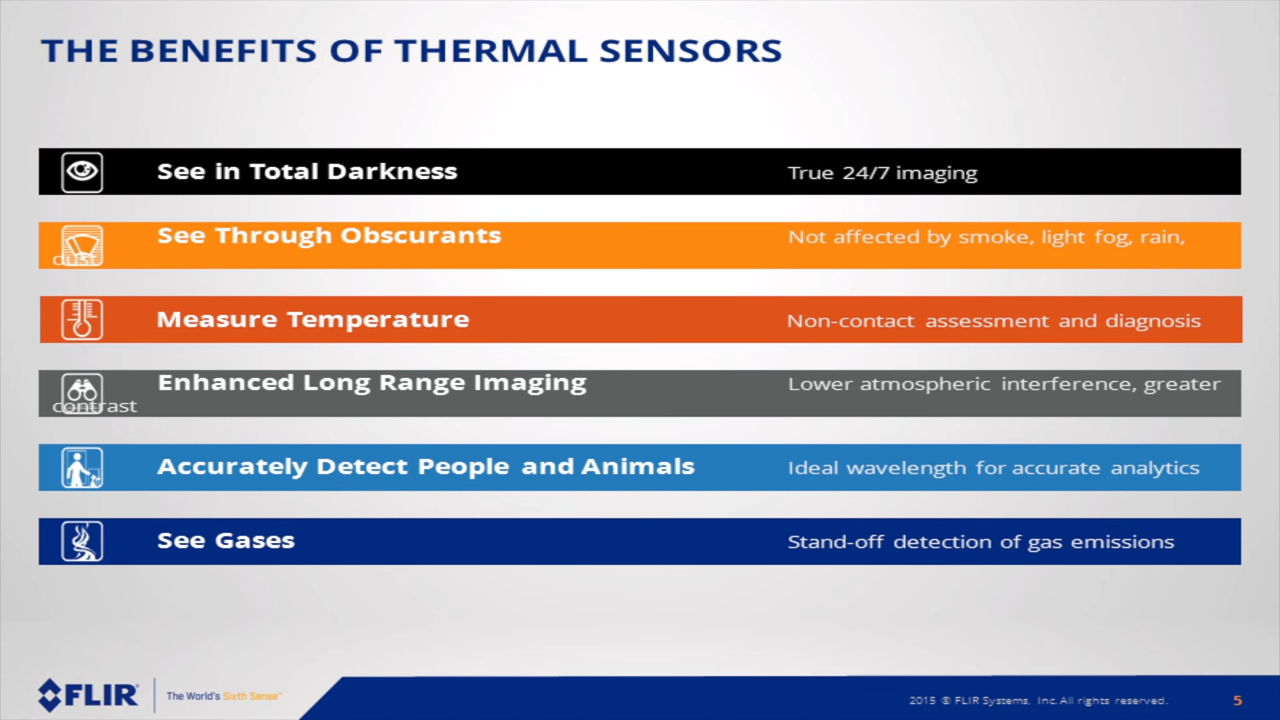 THE BENEFITS OF THERMAL SENSORS
See in Total Darkness True 24/7 imaging
See Through Obscurants Not affected by smoke, light fog, rain,
dust
Measure Temperature Non-contact assessment and diagnosis
Enhanced Long Range Imaging Lower atmospheric interference, greater
contrast
Accurately Detect People and Animals Ideal wavelength for accurate analytics
See Gases Stand-off detection of gas emissions
FLIR The World's Sixth Sense™ 2015 © FLIR Systems, Inc. All rights reserved. 5